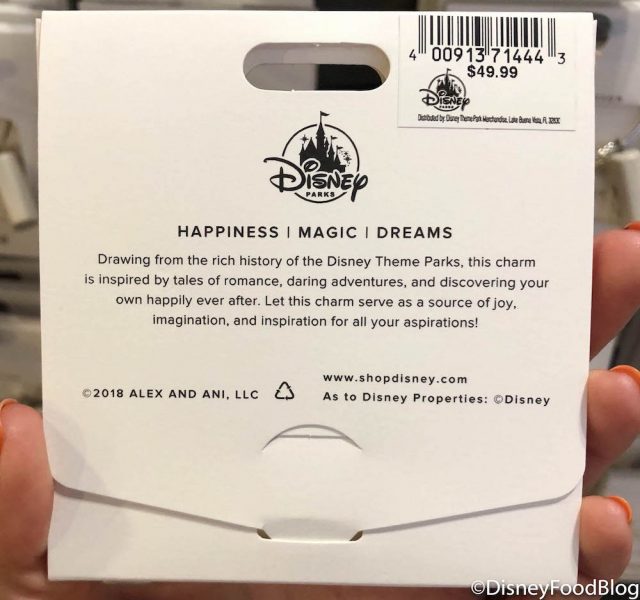 4 00913 71444 3
$49.99
Disney
PARKS
Distributed by: Disney Theme Park Merchandise, Lake Buena Vista, FL 32830
Disney
PARKS
HAPPINESS | MAGIC | DREAMS
Drawing from the rich history of the Disney Theme Parks, this charm
is inspired by tales of romance, daring adventures, and discovering your
own happily ever after. Let this charm serve as a source of joy,
imagination, and inspiration for all your aspirations!
www.shopdisney.com
©2018 ALEX AND ANI, LLC As to Disney Properties: ©Disney
©DisneyFoodBlog